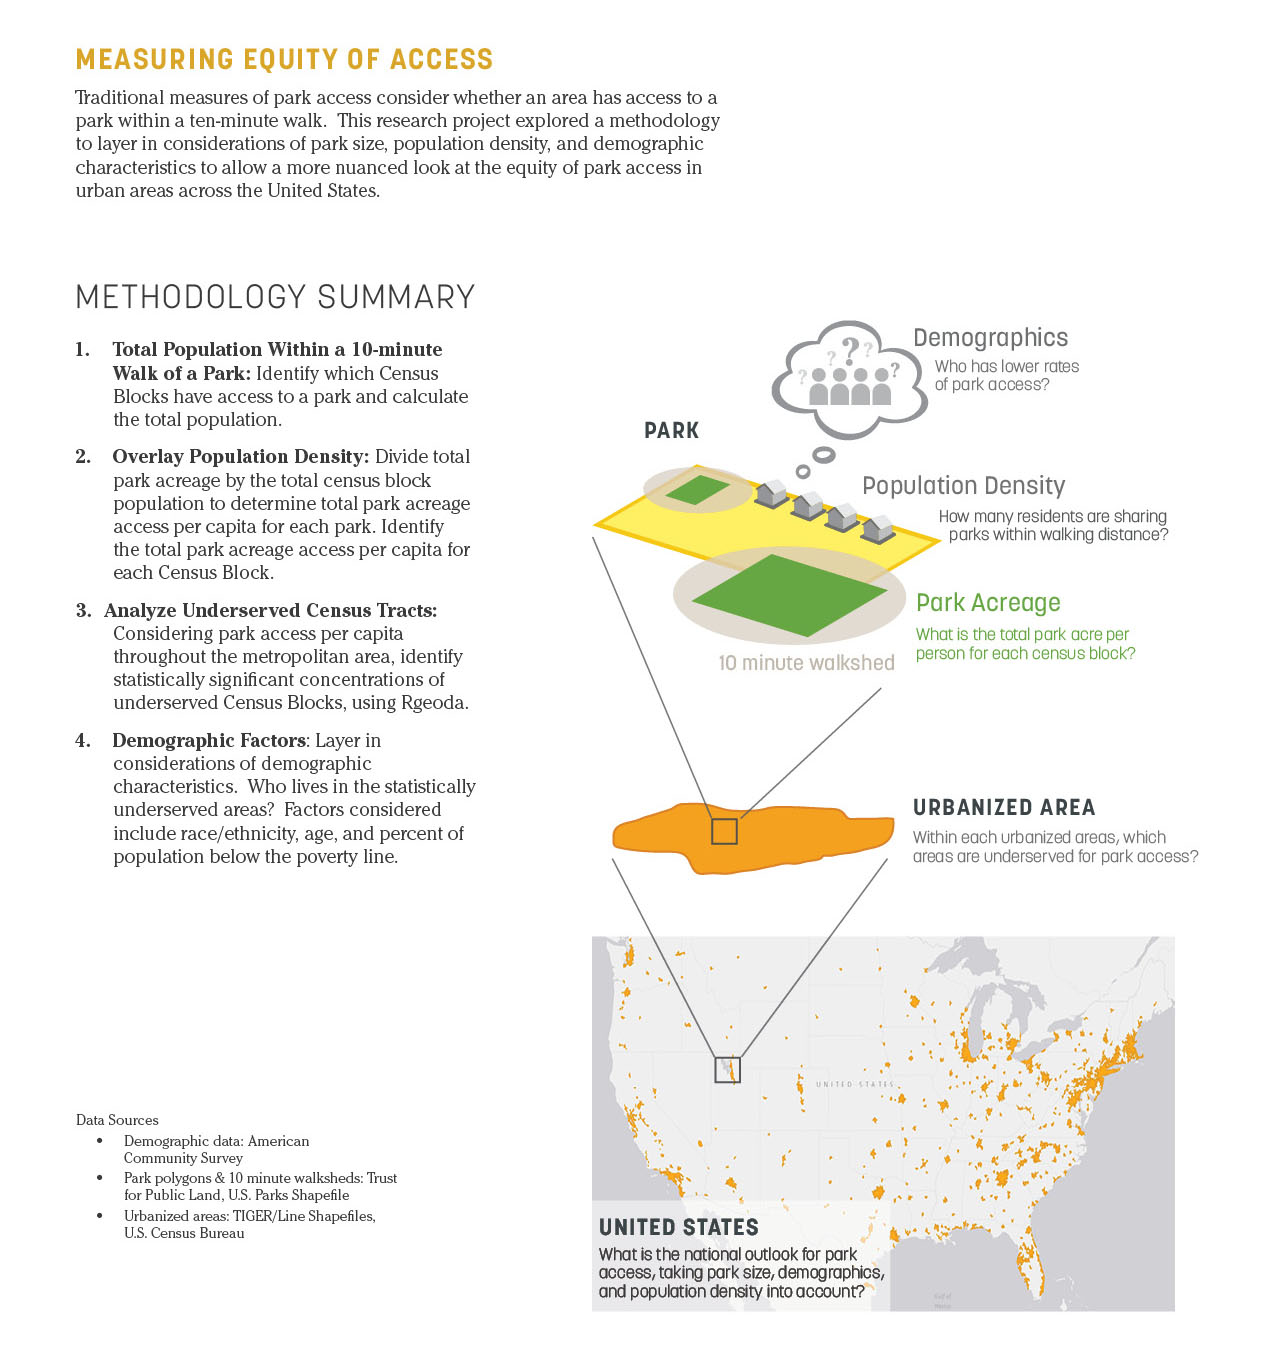 MEASURING EQUITY OF ACCESS
Traditional measures of park access consider whether an area has access to a
park within a ten-minute walk.  This research project explored a methodology
to layer in considerations of park size, population density, and demographic
characteristics to allow a more nuanced look at the equity of park access in
urban areas across the United States.
METHODOLOGY SUMMARY
1. Total Population Within a 10-minute
Walk of a Park: Identify which Census
Blocks have access to a park and calculate
the total population.
2. Overlay Population Density: Divide total
park acreage by the total census block
population to determine total park acreage
access per capita for each park. Identify
the total park acreage access per capita for
each Census Block.
3. Analyze Underserved Census Tracts:
Considering park access per capita
throughout the metropolitan area, identify
statistically significant concentrations of
underserved Census Blocks, using Rgeoda.
4. Demographic Factors: Layer in
considerations of demographic
characteristics.  Who lives in the statistically
underserved areas?  Factors considered
include race/ethnicity, age, and percent of
population below the poverty line.
Data Sources
• Demographic data: American
Community Survey
• Park polygons & 10 minute walksheds: Trust
for Public Land, U.S. Parks Shapefile
• Urbanized areas: TIGER/Line Shapefiles,
U.S. Census Bureau
? ? ? ? ?
Demographics
Who has lower rates
of park access?
PARK
Population Density
How many residents are sharing
parks within walking distance?
Park Acreage
What is the total park acre per
person for each census block?
10 minute walkshed
URBANIZED AREA
Within each urbanized areas, which
areas are underserved for park access?
UNITED STATES
UNITED STATES
What is the national outlook for park
access, taking park size, demographics,
and population density into account?
Gulf of
Mexico